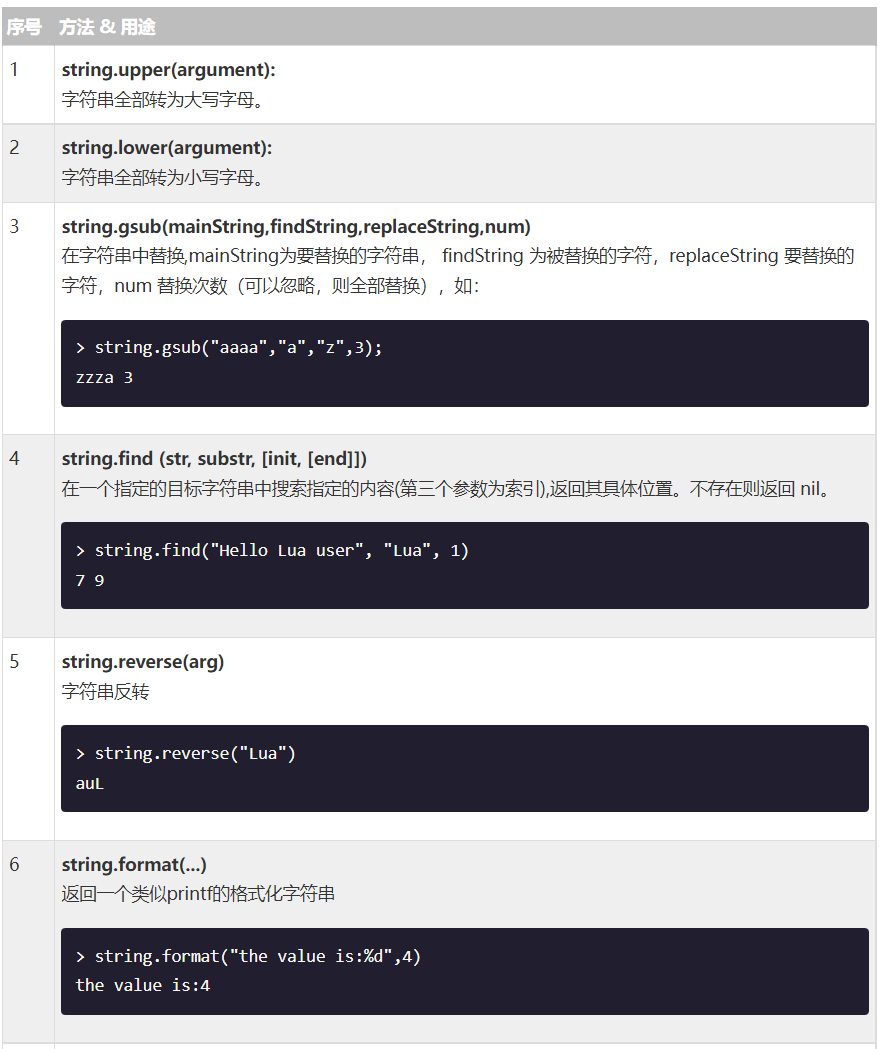 序号 方法 & 用途
1 string.upper(argument):
字符串全部转为大写字母。
2 string.lower(argument):
字符串全部转为小写字母。
3 string.gsub(mainString,findString,replaceString,num)
在字符串中替换,mainString为要替换的字符串， findString 为被替换的字符，replaceString 要替换的
字符，num 替换次数（可以忽略，则全部替换）, 如：
> string.gsub("aaaa","a","z",3);
zzza 3
4 string.find (str, substr, [init, [end]])
在一个指定的目标字符串中搜索指定的内容(第三个参数为索引),返回其具体位置。不存在则返回 nil。
> string.find("Hello Lua user", "Lua", 1)
7 9
5 string.reverse(arg)
字符串反转
> string.reverse("Lua")
auL
6 string.format(...)
返回一个类似printf的格式化字符串
> string.format("the value is:%d",4)
the value is:4